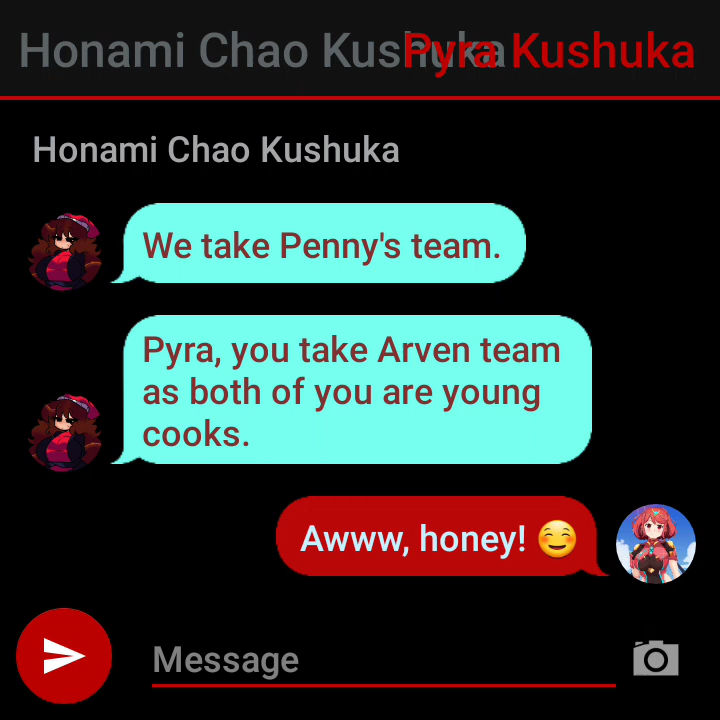 Honami Chao Kushuka Pyra Kushuka
Honami Chao Kushuka
We take Penny's team.
Pyra, you take Arven team
as both of you are young
cooks.
Awww, honey! 😊
Message